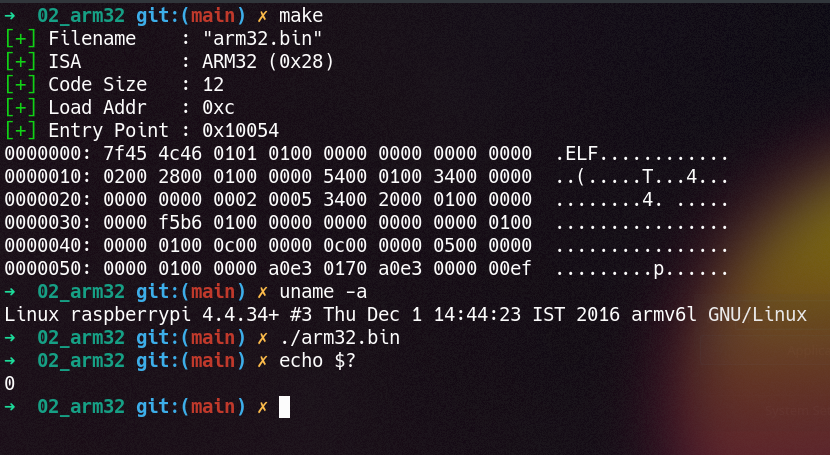 ➜  02_arm32 git:(main) ✗ make
[+] Filename    : "arm32.bin"
[+] ISA         : ARM32 (0x28)
[+] Code Size   : 12
[+] Load Addr   : 0xc
[+] Entry Point : 0x10054
0000000: 7f45 4c46 0101 0100 0000 0000 0000 0000  .ELF............
0000010: 0200 2800 0100 0000 5400 0100 3400 0000  ..(.....T...4...
0000020: 0000 0000 0002 0005 3400 2000 0100 0000  ........4. .....
0000030: 0000 f5b6 0100 0000 0000 0000 0000 0100  ................
0000040: 0000 0100 0c00 0000 0c00 0000 0500 0000  ................
0000050: 0000 0100 0000 a0e3 0170 a0e3 0000 00ef  .........p......
➜  02_arm32 git:(main) ✗ uname -a
Linux raspberrypi 4.4.34+ #3 Thu Dec 1 14:44:23 IST 2016 armv6l GNU/Linux
➜  02_arm32 git:(main) ✗ ./arm32.bin
➜  02_arm32 git:(main) ✗ echo $?
0
➜  02_arm32 git:(main) ✗